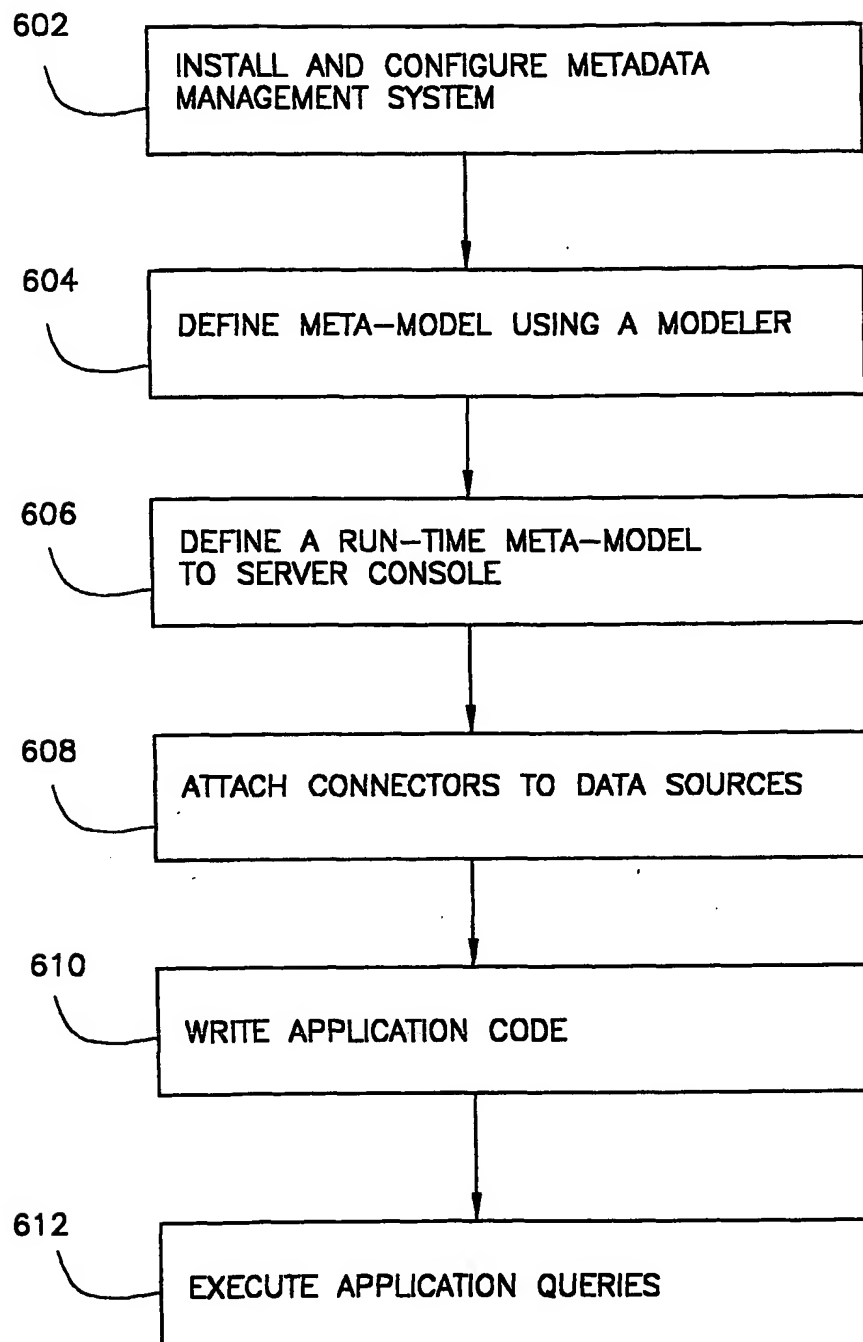 602
INSTALL AND CONFIGURE METADATA
MANAGEMENT SYSTEM
604
DEFINE META-MODEL USING A MODELER
606
DEFINE A RUN-TIME META-MODEL
TO SERVER CONSOLE
608
ATTACH CONNECTORS TO DATA SOURCES
610
WRITE APPLICATION CODE
612
EXECUTE APPLICATION QUERIES